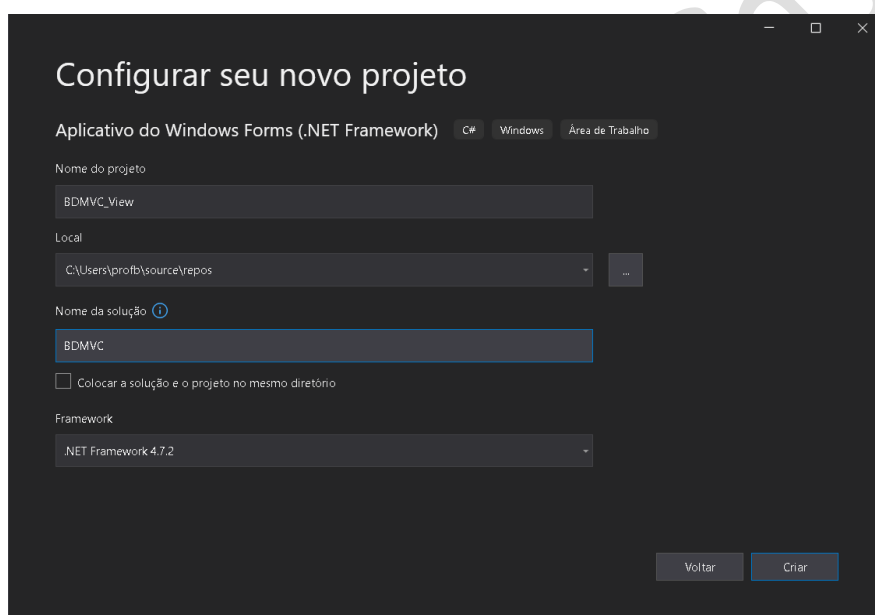 Configurar seu novo projeto
Aplicativo do Windows Forms (.NET Framework) C# Windows Área de Trabalho
Nome do projeto
BDMVC_View
Local
C:\Users\profb\source\repos
...
Nome da solução
BDMVC
Colocar a solução e o projeto no mesmo diretório
Framework
.NET Framework 4.7.2
Voltar Criar